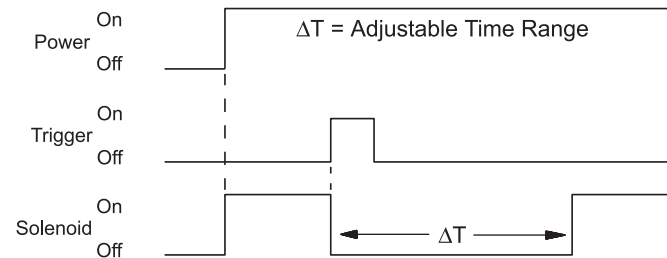 On
Power
Off
ΔT = Adjustable Time Range
On
Trigger
Off
On
Solenoid
Off
ΔT